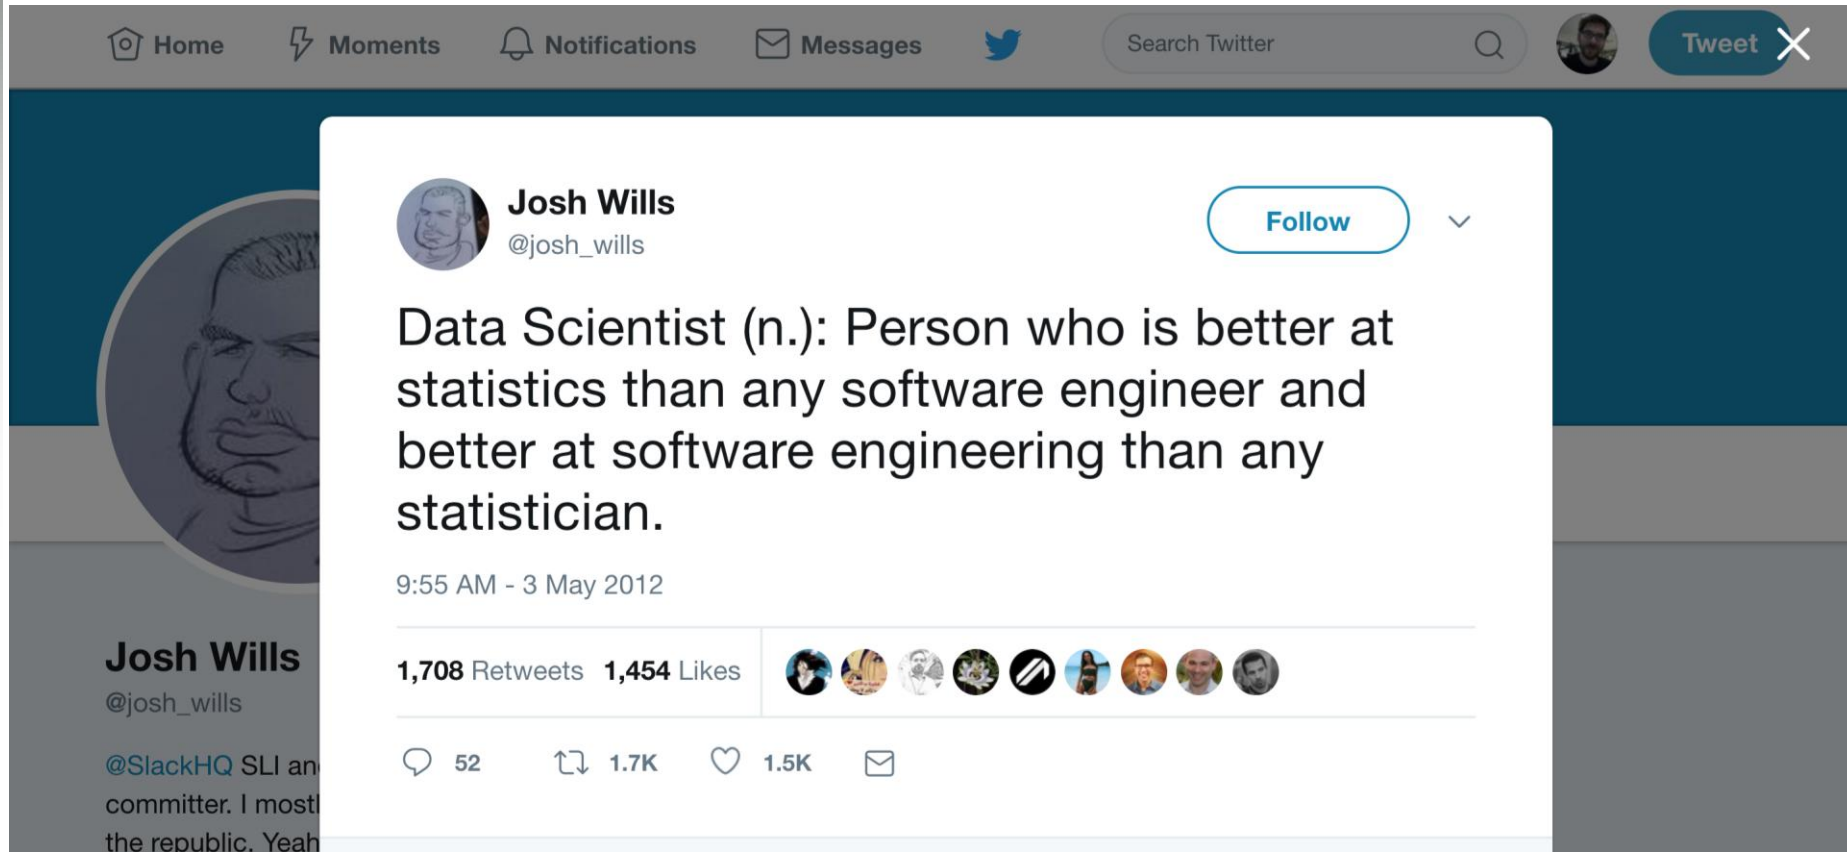 Home Moments Notifications Messages Search Twitter Tweet
Josh Wills
@josh_wills
Follow
Data Scientist (n.): Person who is better at
statistics than any software engineer and
better at software engineering than any
statistician.
9:55 AM - 3 May 2012
1,708 Retweets 1,454 Likes
52 1.7K 1.5K
Josh Wills
@josh_wills
@SlackHQ SLI an
committer. I mostl
the republic. Yeah